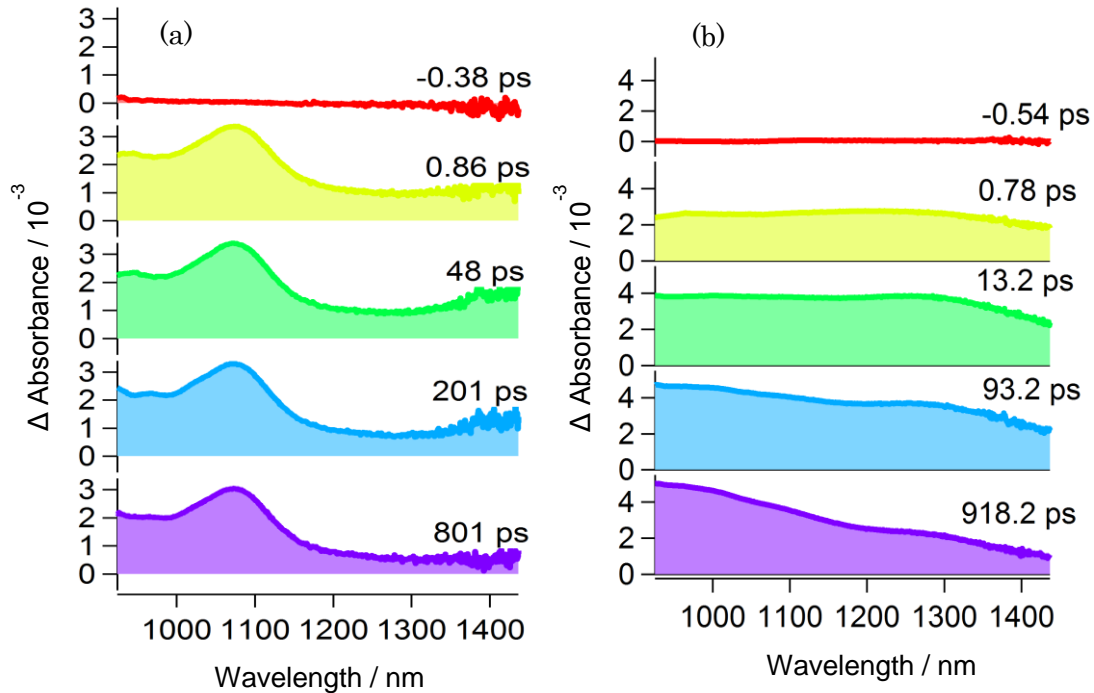 (a)
Δ Absorbance / 10⁻³
3
2
1
0
-0.38 ps
3
2
1
0
0.86 ps
3
2
1
0
48 ps
3
2
1
0
201 ps
3
2
1
0
801 ps
1000 1100 1200 1300 1400
Wavelength / nm
(b)
Δ Absorbance / 10⁻³
4
2
0
-0.54 ps
4
2
0
0.78 ps
4
2
0
13.2 ps
4
2
0
93.2 ps
4
2
0
918.2 ps
1000 1100 1200 1300 1400
Wavelength / nm